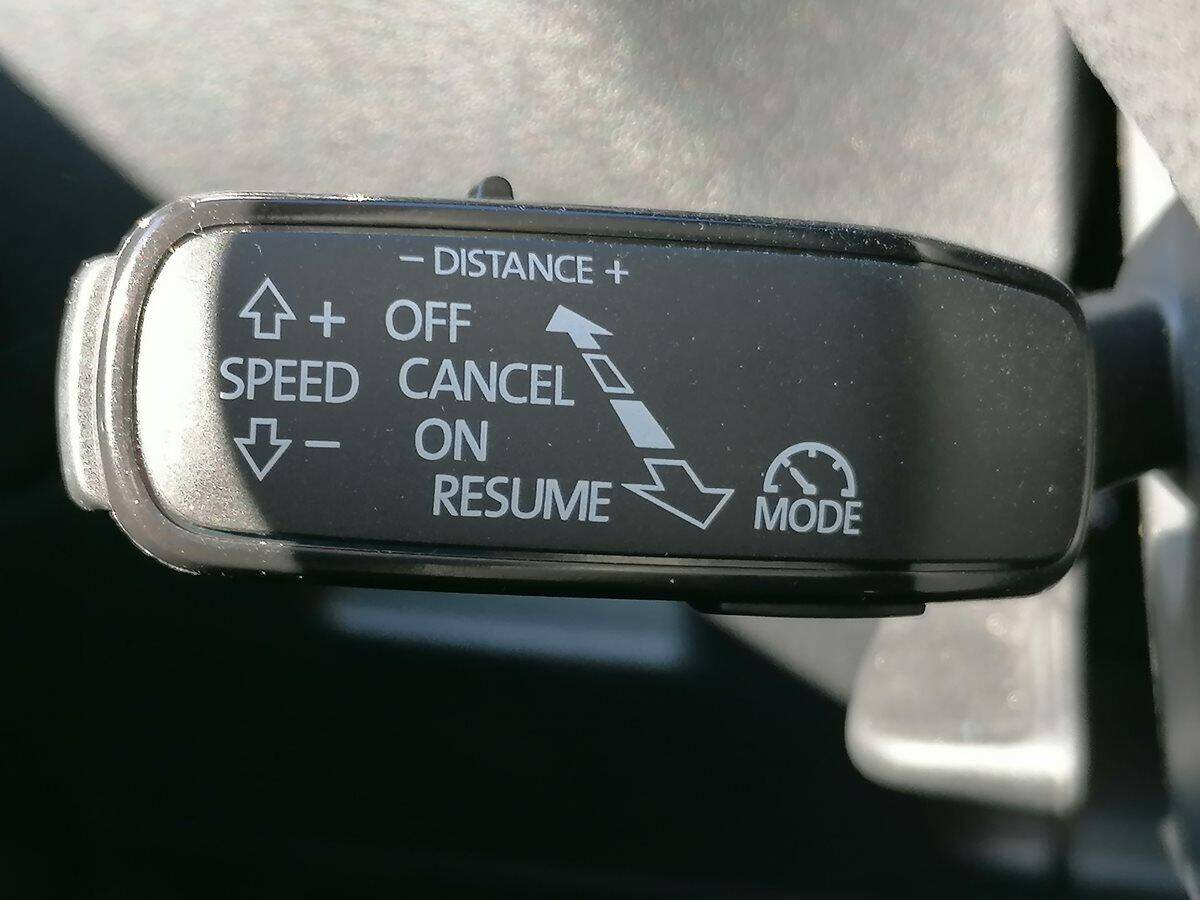 – DISTANCE +
+ OFF
SPEED CANCEL
– ON
RESUME
MODE